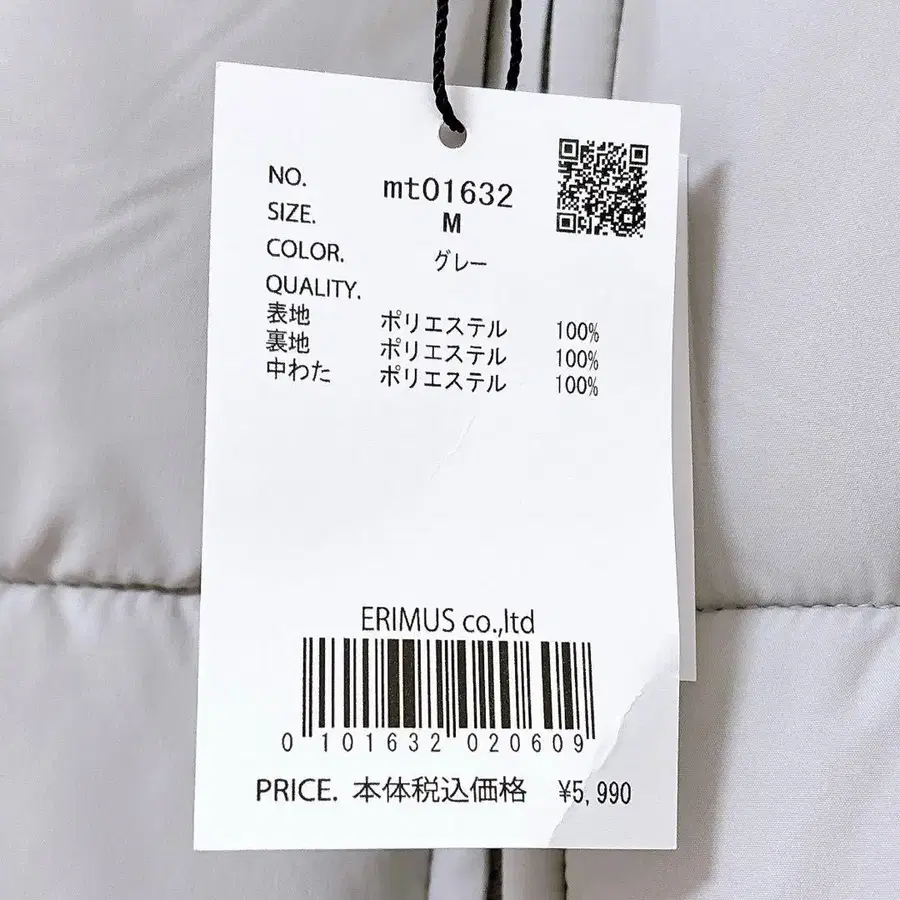 NO. mt01632
SIZE. M
COLOR. グレー
QUALITY.
表地 ポリエステル 100%
裏地 ポリエステル 100%
中わた ポリエステル 100%
ERIMUS co.,ltd
0 101632 020609
PRICE. 本体税込価格 ¥5,990